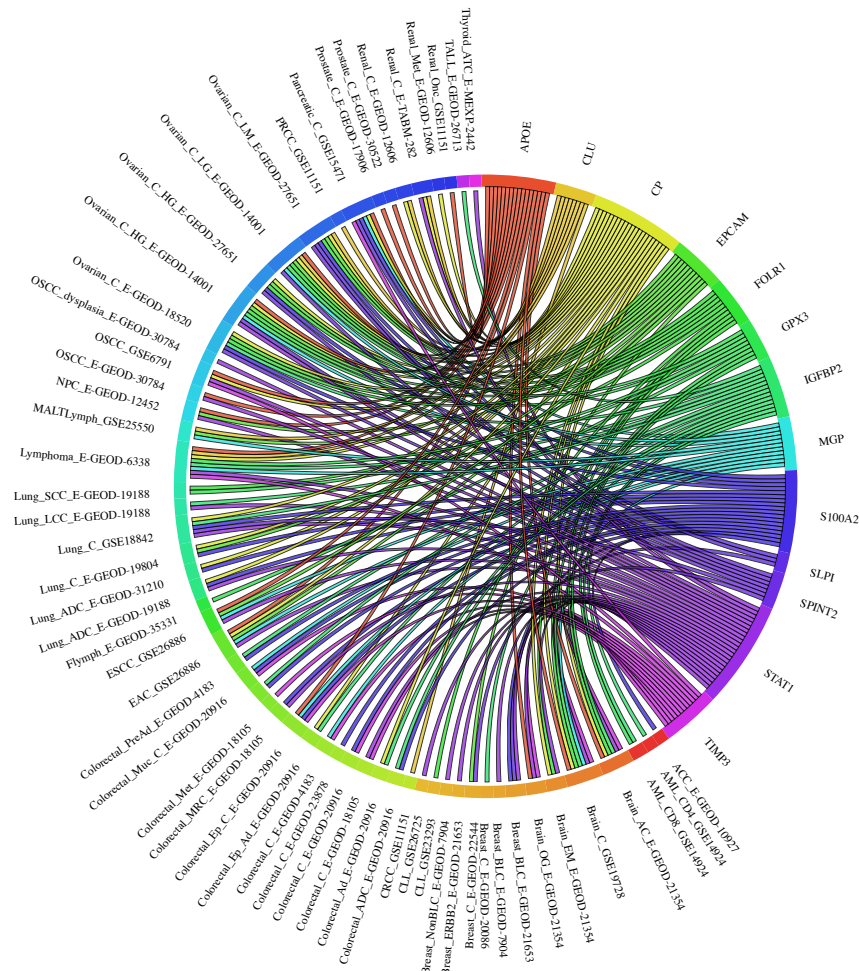 APOE
CLU
CP
EPCAM
FOLR1
GPX3
IGFBP2
MGP
S100A2
SLPI
SPINT2
STAT1
TIMP3
ACC_E-GEOD-10927
AML_CD4_GSE14924
AML_CD8_GSE14924
Brain_AC_E-GEOD-21354
Brain_C_GSE19728
Brain_EM_E-GEOD-21354
Brain_OG_E-GEOD-21354
Breast_BLC_E-GEOD-21653
Breast_BLC_E-GEOD-7904
Breast_C_E-GEOD-20086
Breast_C_E-GEOD-22544
Breast_ERBB2_E-GEOD-21653
Breast_NonBLC_E-GEOD-7904
CLL_GSE23293
CLL_GSE26725
CRCC_GSE11151
Colorectal_ADC_E-GEOD-20916
Colorectal_Ad_E-GEOD-20916
Colorectal_C_E-GEOD-18105
Colorectal_C_E-GEOD-20916
Colorectal_C_E-GEOD-23878
Colorectal_C_E-GEOD-4183
Colorectal_Ep_Ad_E-GEOD-20916
Colorectal_Ep_C_E-GEOD-20916
Colorectal_MRC_E-GEOD-18105
Colorectal_Met_E-GEOD-18105
Colorectal_Muc_C_E-GEOD-20916
Colorectal_PreAd_E-GEOD-4183
EAC_GSE26886
ESCC_GSE26886
Flymph_E-GEOD-35331
Lung_ADC_E-GEOD-19188
Lung_ADC_E-GEOD-31210
Lung_C_E-GEOD-19804
Lung_C_GSE18842
Lung_LCC_E-GEOD-19188
Lung_SCC_E-GEOD-19188
Lymphoma_E-GEOD-6338
MALTLymph_GSE25550
NPC_E-GEOD-12452
OSCC_E-GEOD-30784
OSCC_GSE6791
OSCC_dysplasia_E-GEOD-30784
Ovarian_C_E-GEOD-18520
Ovarian_C_HG_E-GEOD-14001
Ovarian_C_HG_E-GEOD-27651
Ovarian_C_LG_E-GEOD-14001
Ovarian_C_LM_E-GEOD-27651
PRCC_GSE11151
Pancreatic_C_GSE15471
Prostate_C_E-GEOD-17906
Prostate_C_E-GEOD-30522
Renal_C_E-GEOD-12606
Renal_C_E-TABM-282
Renal_Met_E-GEOD-12606
Renal_Onc_GSE11151
TALL_E-GEOD-26713
Thyroid_ATC_E-MEXP-2442